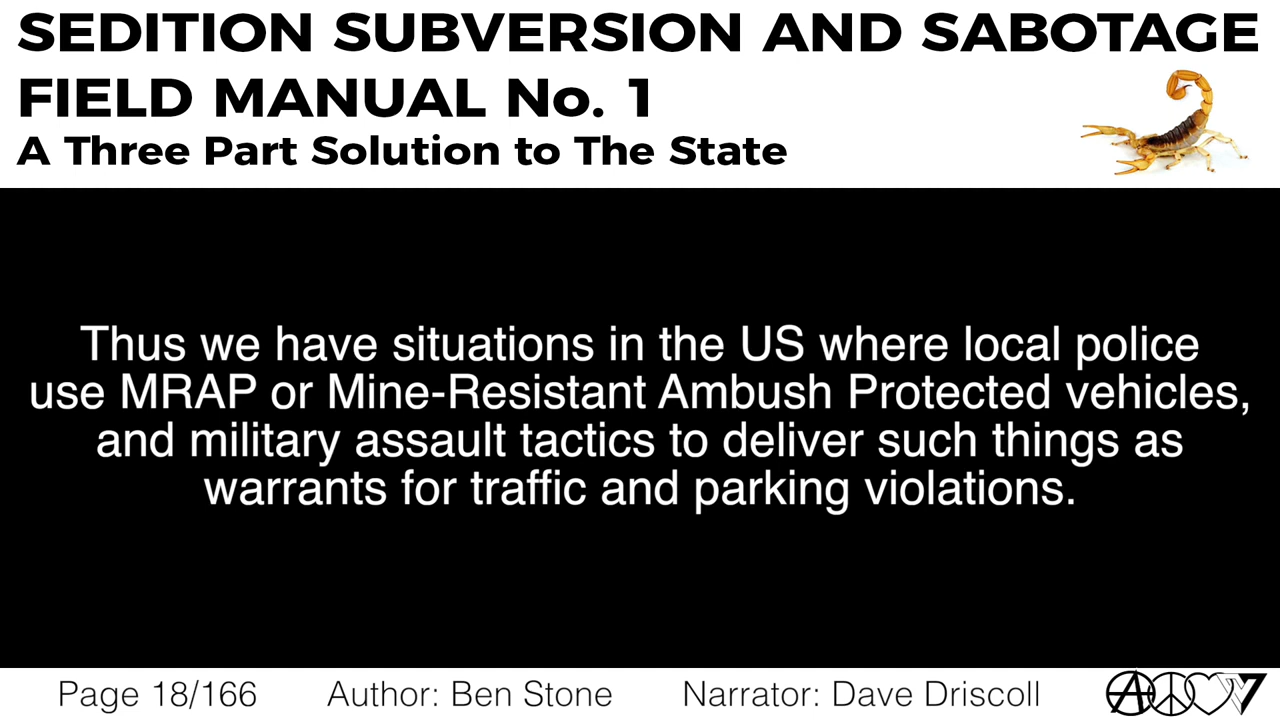 SEDITION SUBVERSION AND SABOTAGE
FIELD MANUAL No. 1
A Three Part Solution to The State
Thus we have situations in the US where local police
use MRAP or Mine-Resistant Ambush Protected vehicles,
and military assault tactics to deliver such things as
warrants for traffic and parking violations.
Page 18/166 Author: Ben Stone Narrator: Dave Driscoll